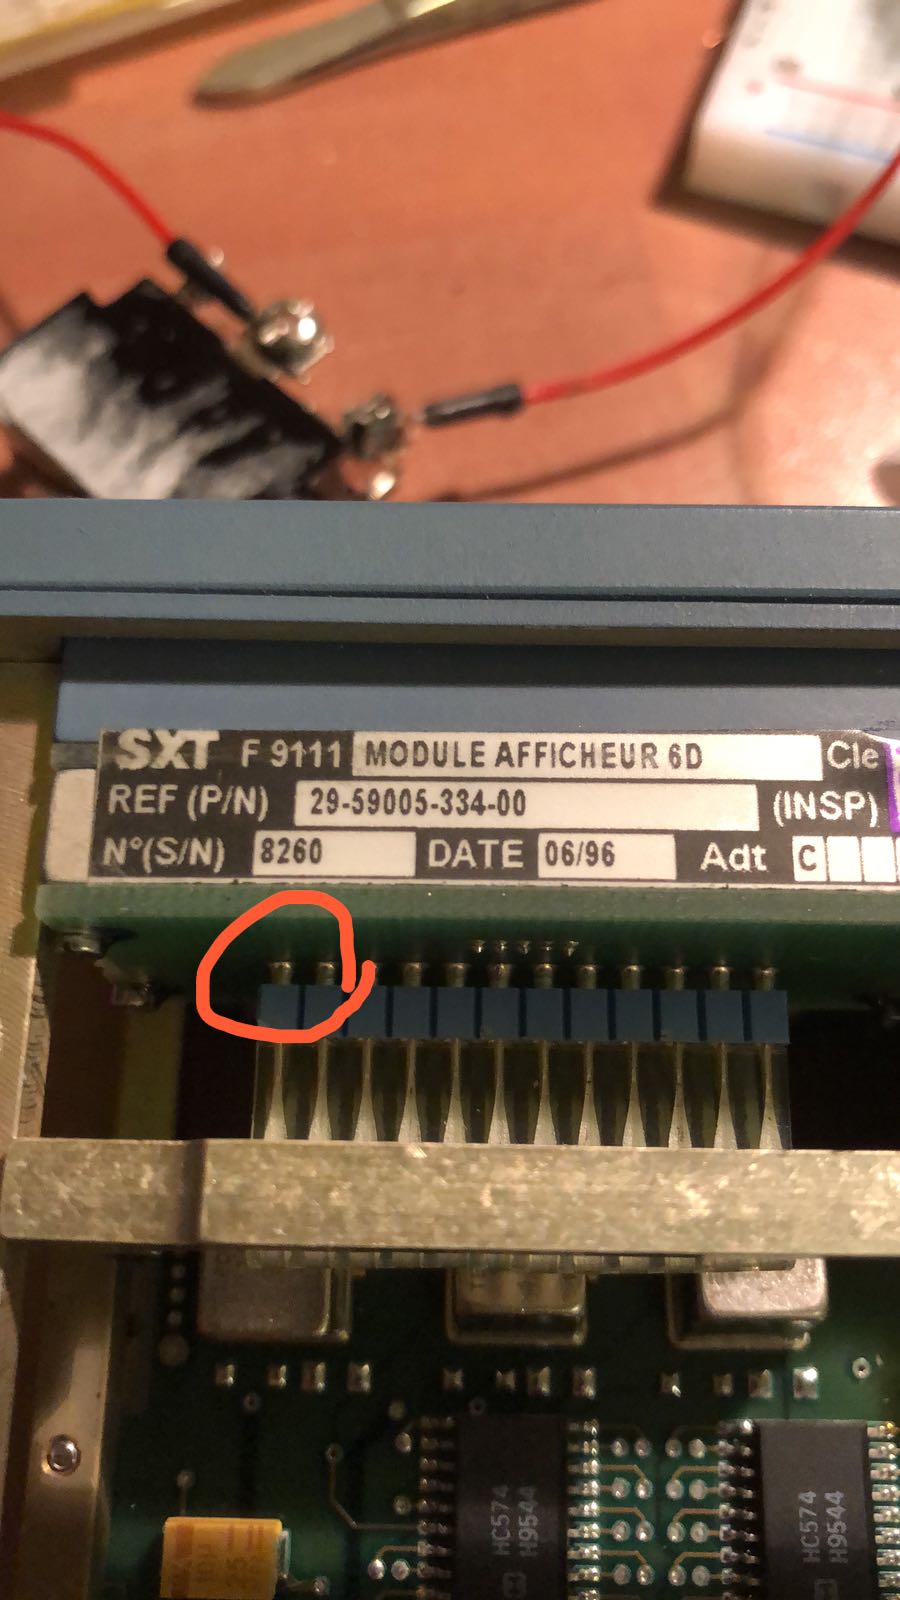 SXT F 9111 MODULE AFFICHEUR 6D Cle
REF (P/N) 29-59005-334-00 (INSP)
N°(S/N) 8260 DATE 06/96 Adt C
HC574
H9544
HC574
H9544